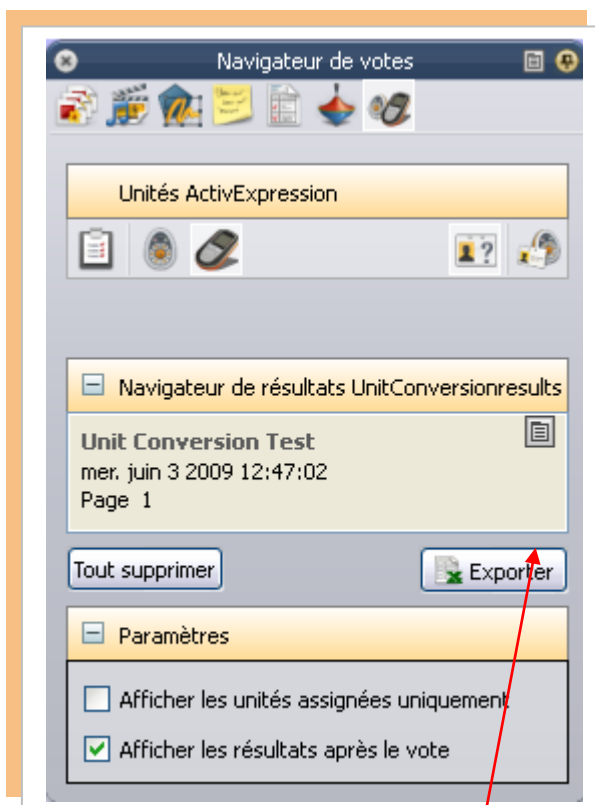 Navigateur de votes
Unités ActivExpression
Navigateur de résultats UnitConversionresults
Unit Conversion Test
mer. juin 3 2009 12:47:02
Page 1
Tout supprimer
Exporter
Paramètres
Afficher les unités assignées uniquement
Afficher les résultats après le vote